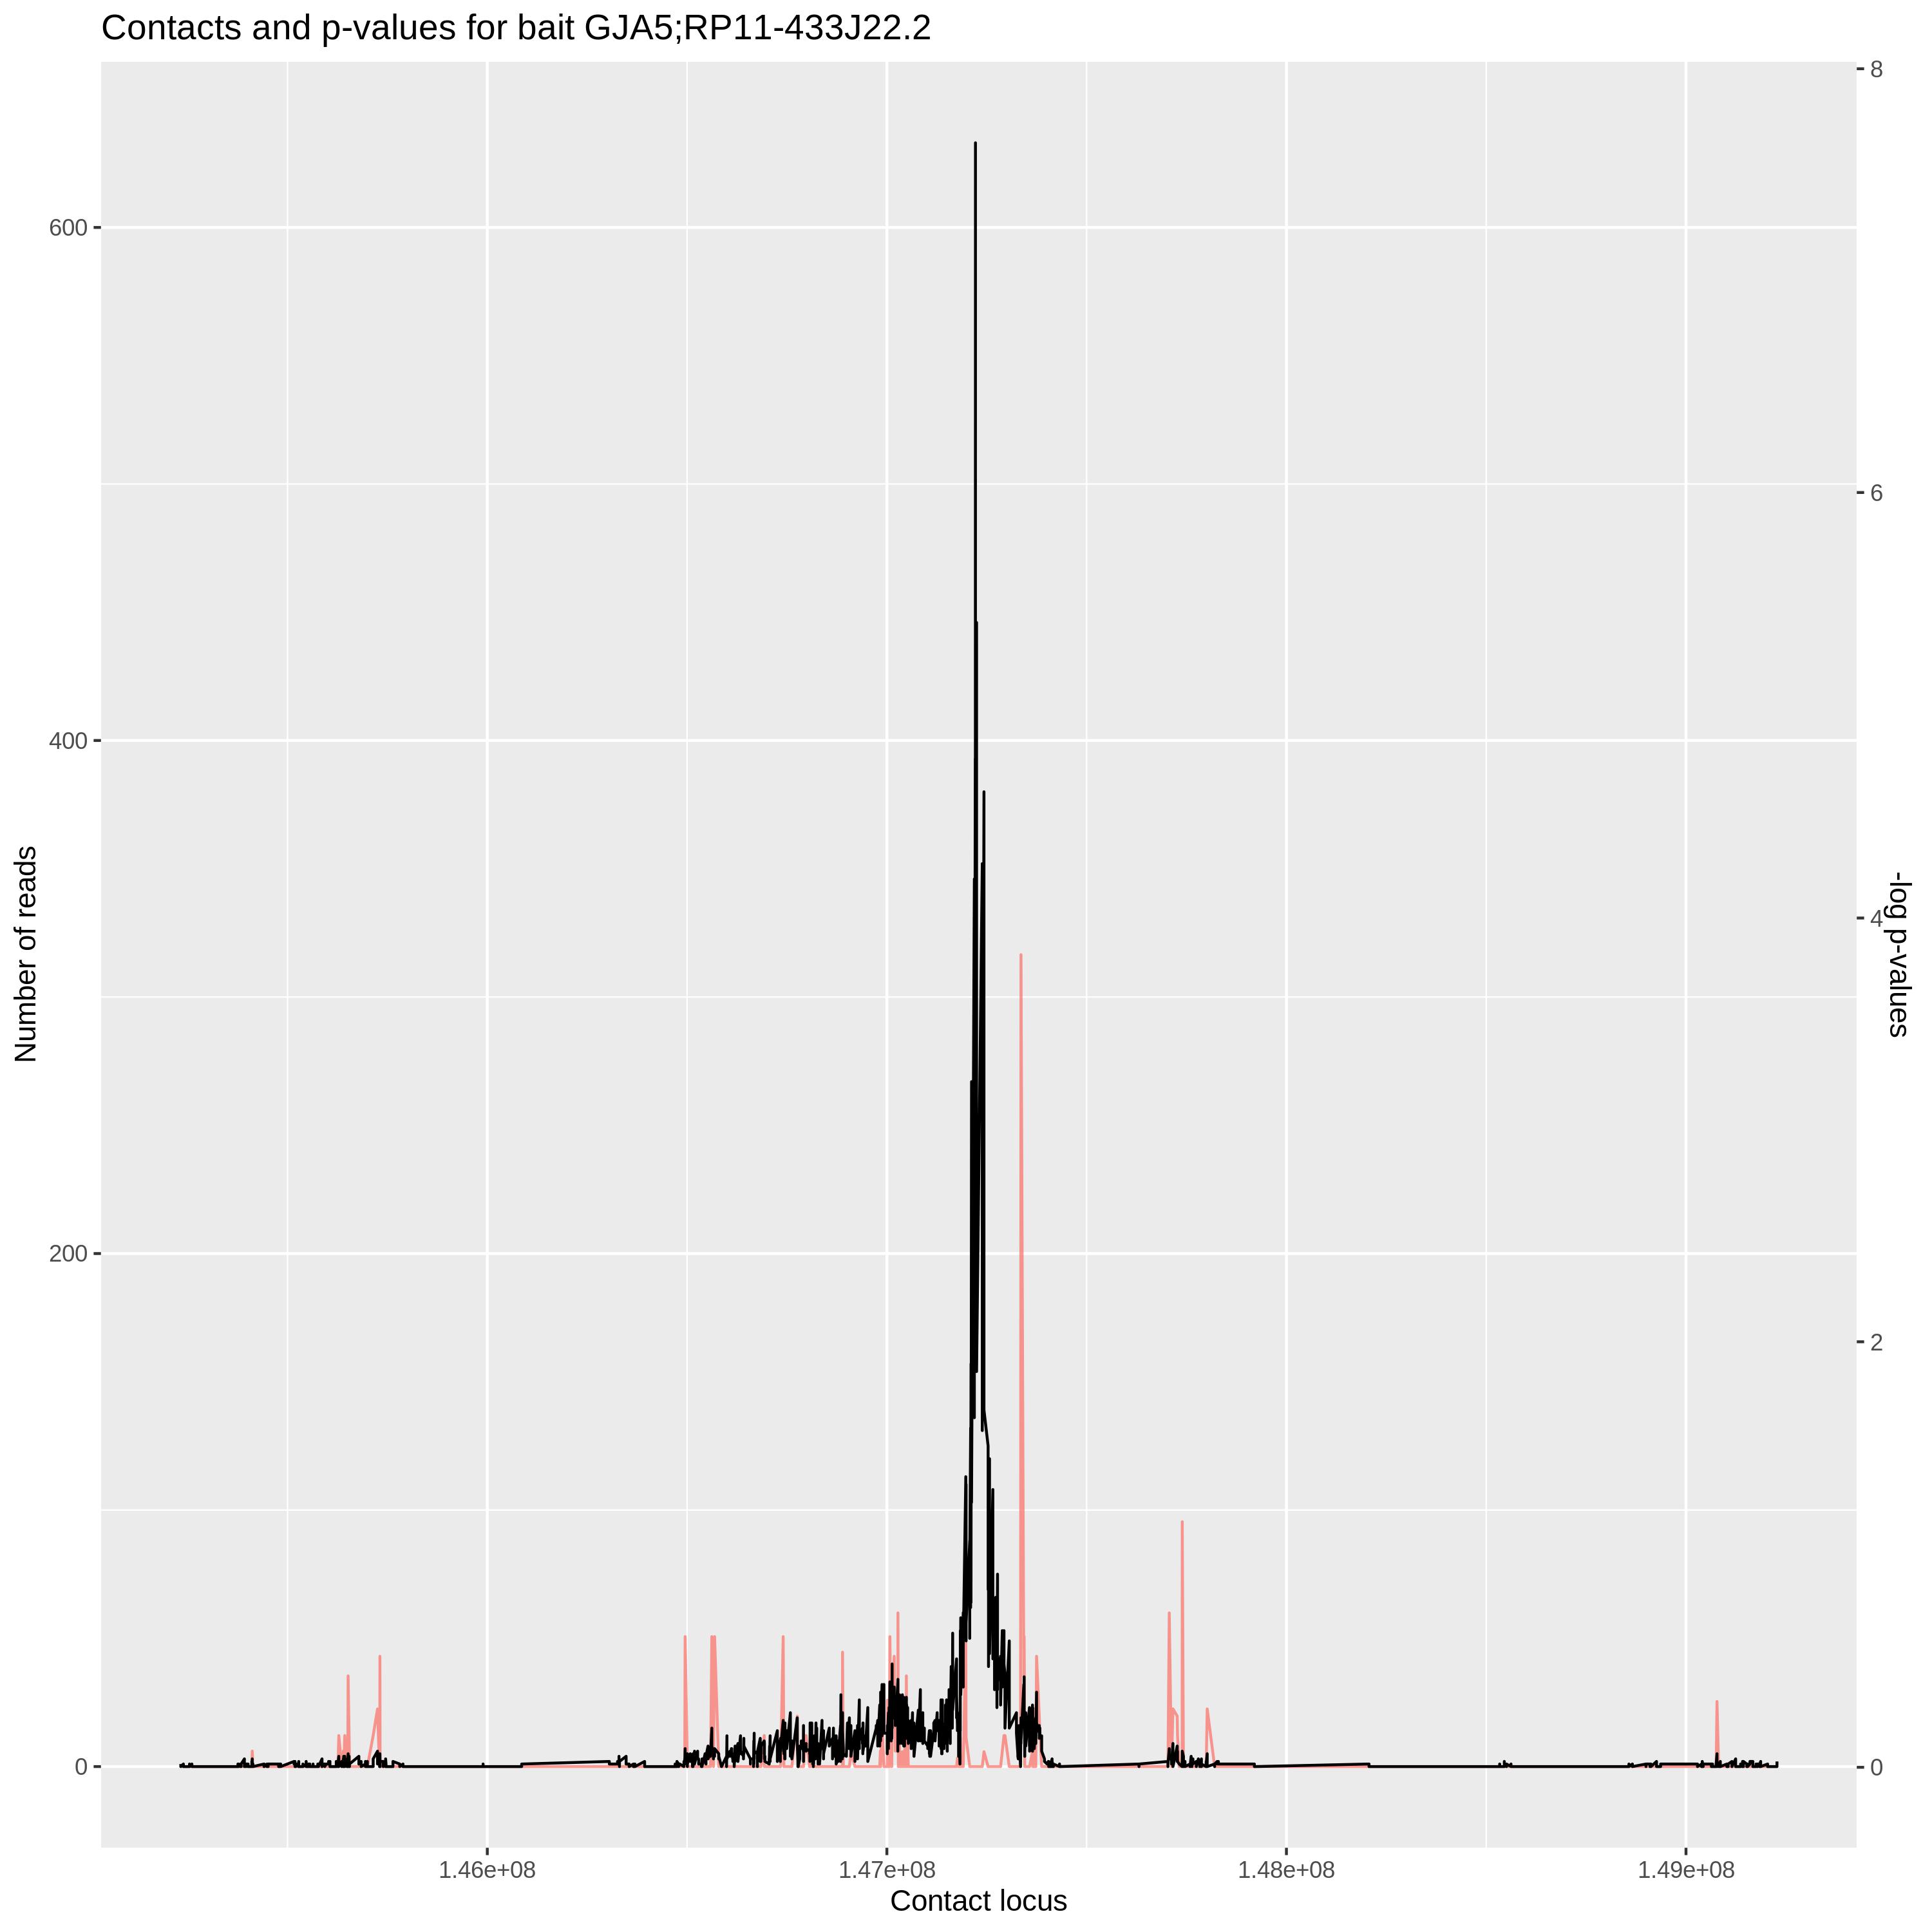 Contacts and p-values for bait GJA5;RP11-433J22.2
8
600
6
400
4
200
2
0
0
Number of reads
-log p-values
1.46e+08
1.47e+08
1.48e+08
1.49e+08
Contact locus